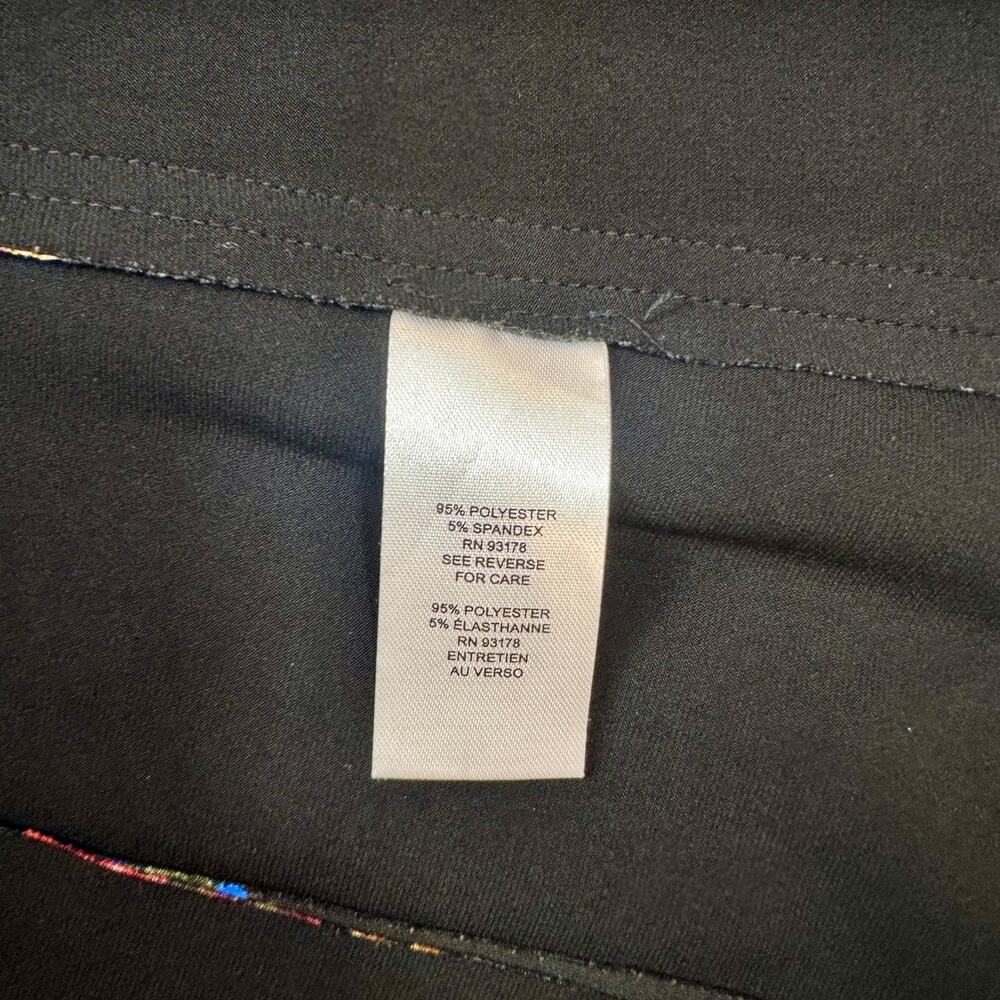 95% POLYESTER
5% SPANDEX
RN 93178
SEE REVERSE
FOR CARE
95% POLYESTER
5% ÉLASTHANNE
RN 93178
ENTRETIEN
AU VERSO